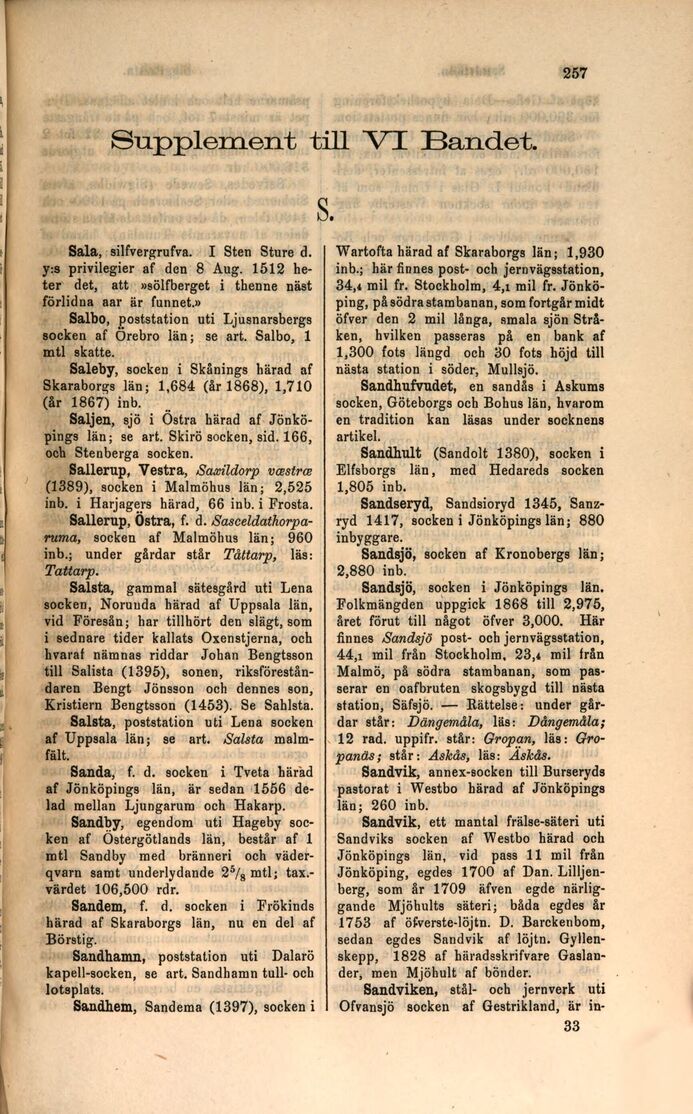 257
Supplement till VI Bandet.
S.
Sala, silfvergrufva. I Sten Sture d.
y:s privilegier af den 8 Aug. 1512 he-
ter det, att »sölfberget i thenne näst
förlidna aar är funnet.»
Salbo, poststation uti Ljusnarsbergs
socken af Örebro län; se art. Salbo, 1
mtl skatte.
Saleby, socken i Skånings härad af
Skaraborgs län; 1,684 (år 1868), 1,710
(år 1867) inb.
Saljen, sjö i Östra härad af Jönkö-
pings län; se art. Skirö socken, sid. 166,
och Stenberga socken.
Sallerup, Vestra, Saxildorp væstræ
(1389), socken i Malmöhus län; 2,525
inb. i Harjagers härad, 66 inb. i Frosta.
Sallerup, Östra, f. d. Sasceldathorpa-
ruma, socken af Malmöhus län; 960
inb.; under gårdar står Tåttarp, läs:
Tattarp.
Salsta, gammal sätesgård uti Lena
socken, Norunda härad af Uppsala län,
vid Föresån; har tillhört den slägt, som
i sednare tider kallats Oxenstjerna, och
hvaraf nämnas riddar Johan Bengtsson
till Salista (1395), sonen, riksförestån-
daren Bengt Jönsson och dennes son,
Kristiern Bengtsson (1453). Se Sahlsta.
Salsta, poststation uti Lena socken
af Uppsala län; se art. Salsta malm-
fält.
Sanda, f. d. socken i Tveta härad
af Jönköpings län, är sedan 1556 de-
lad mellan Ljungarum och Hakarp.
Sandby, egendom uti Hageby soc-
ken af Östergötlands län, består af 1
mtl Sandby med bränneri och väder-
qvarn samt underlydande 2⁵/₈ mtl; tax.-
värdet 106,500 rdr.
Sandem, f. d. socken i Frökinds
härad af Skaraborgs län, nu en del af
Börstig.
Sandhamn, poststation uti Dalarö
kapell-socken, se art. Sandhamn tull- och
lotsplats.
Sandhem, Sandema (1397), socken i
Wartofta härad af Skaraborgs län; 1,930
inb.; här finnes post- och jernvägsstation,
34,4 mil fr. Stockholm, 4,1 mil fr. Jönkö-
ping, på södra stambanan, som fortgår midt
öfver den 2 mil långa, smala sjön Strå-
ken, hvilken passeras på en bank af
1,300 fots längd och 30 fots höjd till
nästa station i söder, Mullsjö.
Sandhufvudet, en sandås i Askums
socken, Göteborgs och Bohus län, hvarom
en tradition kan läsas under socknens
artikel.
Sandhult (Sandolt 1380), socken i
Elfsborgs län, med Hedareds socken
1,805 inb.
Sandseryd, Sandsioryd 1345, Sanz-
ryd 1417, socken i Jönköpings län; 880
inbyggare.
Sandsjö, socken af Kronobergs län;
2,880 inb.
Sandsjö, socken i Jönköpings län.
Folkmängden uppgick 1868 till 2,975,
året förut till något öfver 3,000. Här
finnes Sandsjö post- och jernvägsstation,
44,1 mil från Stockholm, 23,4 mil från
Malmö, på södra stambanan, som pas-
serar en oafbruten skogsbygd till nästa
station, Säfsjö. — Rättelse: under går-
dar står: Dängemåla, läs: Dångemåla;
12 rad. uppifr. står: Gropan, läs: Gro-
panäs; står: Askås, läs: Äskås.
Sandvik, annex-socken till Burseryds
pastorat i Westbo härad af Jönköpings
län; 260 inb.
Sandvik, ett mantal frälse-säteri uti
Sandviks socken af Westbo härad och
Jönköpings län, vid pass 11 mil från
Jönköping, egdes 1700 af Dan. Lilljen-
berg, som år 1709 äfven egde närlig-
gande Mjöhults säteri; båda egdes år
1753 af öfverste-löjtn. D. Barckenbom,
sedan egdes Sandvik af löjtn. Gyllen-
skepp, 1828 af häradsskrifvare Gaslan-
der, men Mjöhult af bönder.
Sandviken, stål- och jernverk uti
Ofvansjö socken af Gestrikland, är in-
33